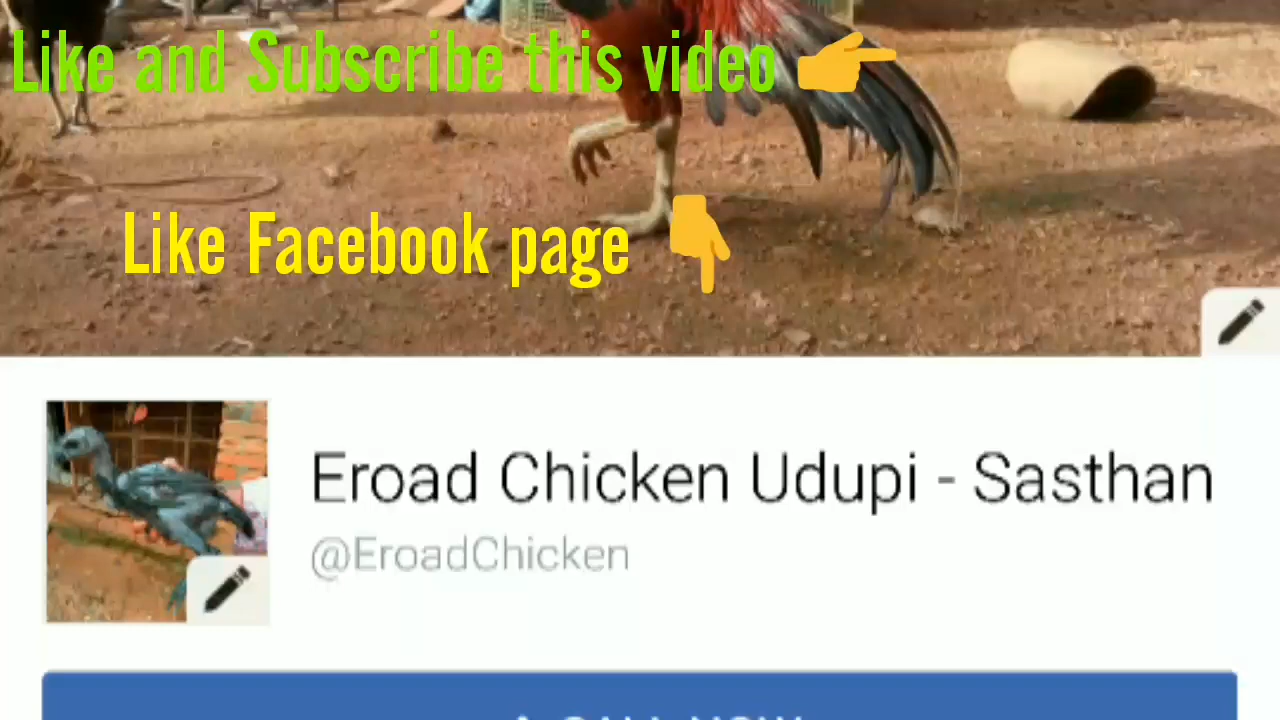 Like and Subscribe this video 👉
Like Facebook page 👇
Eroad Chicken Udupi - Sasthan
@EroadChicken